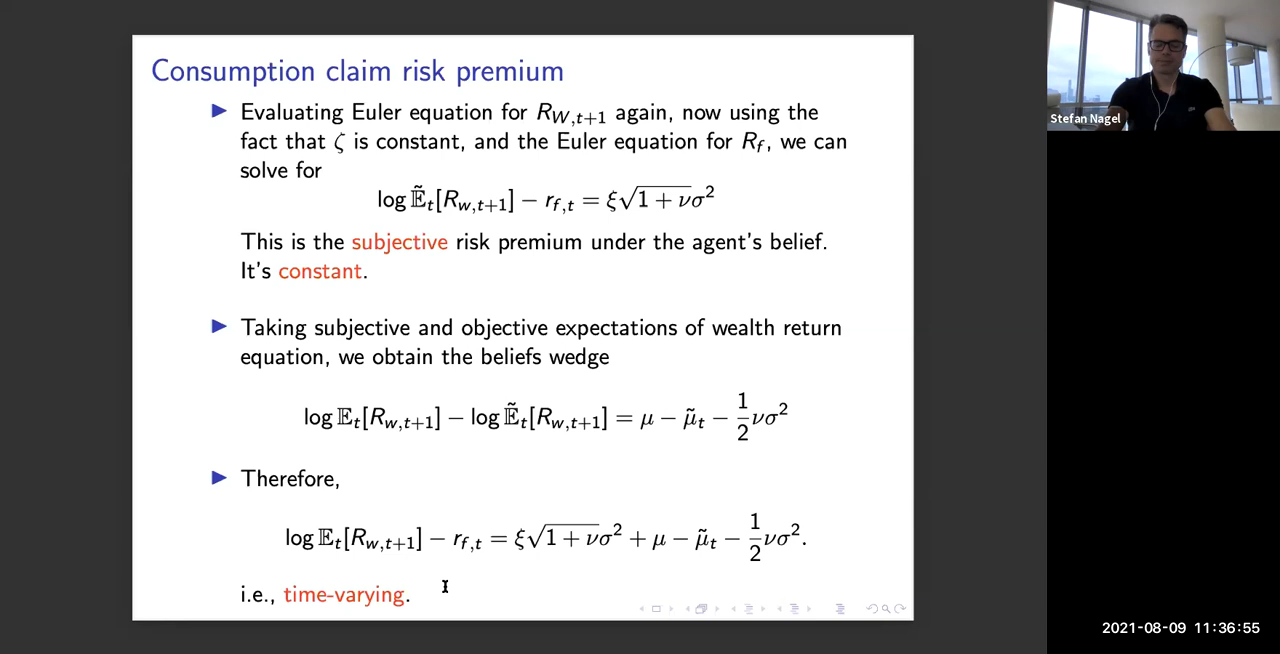 Consumption claim risk premium
▶ Evaluating Euler equation for R_{W,t+1} again, now using the
fact that ζ is constant, and the Euler equation for R_f, we can
solve for
log Ẽ_t[R_{w,t+1}] − r_{f,t} = ξ√(1 + ν)σ²
This is the subjective risk premium under the agent's belief.
It's constant.
▶ Taking subjective and objective expectations of wealth return
equation, we obtain the beliefs wedge
log 𝔼_t[R_{w,t+1}] − log Ẽ_t[R_{w,t+1}] = μ − μ̃_t − 1/2 νσ²
▶ Therefore,
log 𝔼_t[R_{w,t+1}] − r_{f,t} = ξ√(1 + ν)σ² + μ − μ̃_t − 1/2 νσ².
i.e., time-varying.
Stefan Nagel
2021-08-09 11:36:55